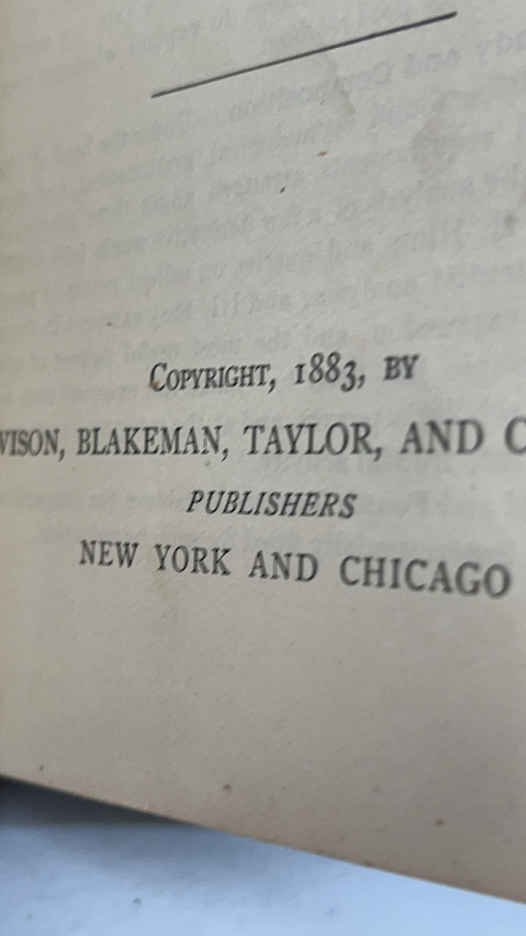 COPYRIGHT, 1883, BY
VISON, BLAKEMAN, TAYLOR, AND C
PUBLISHERS
NEW YORK AND CHICAGO